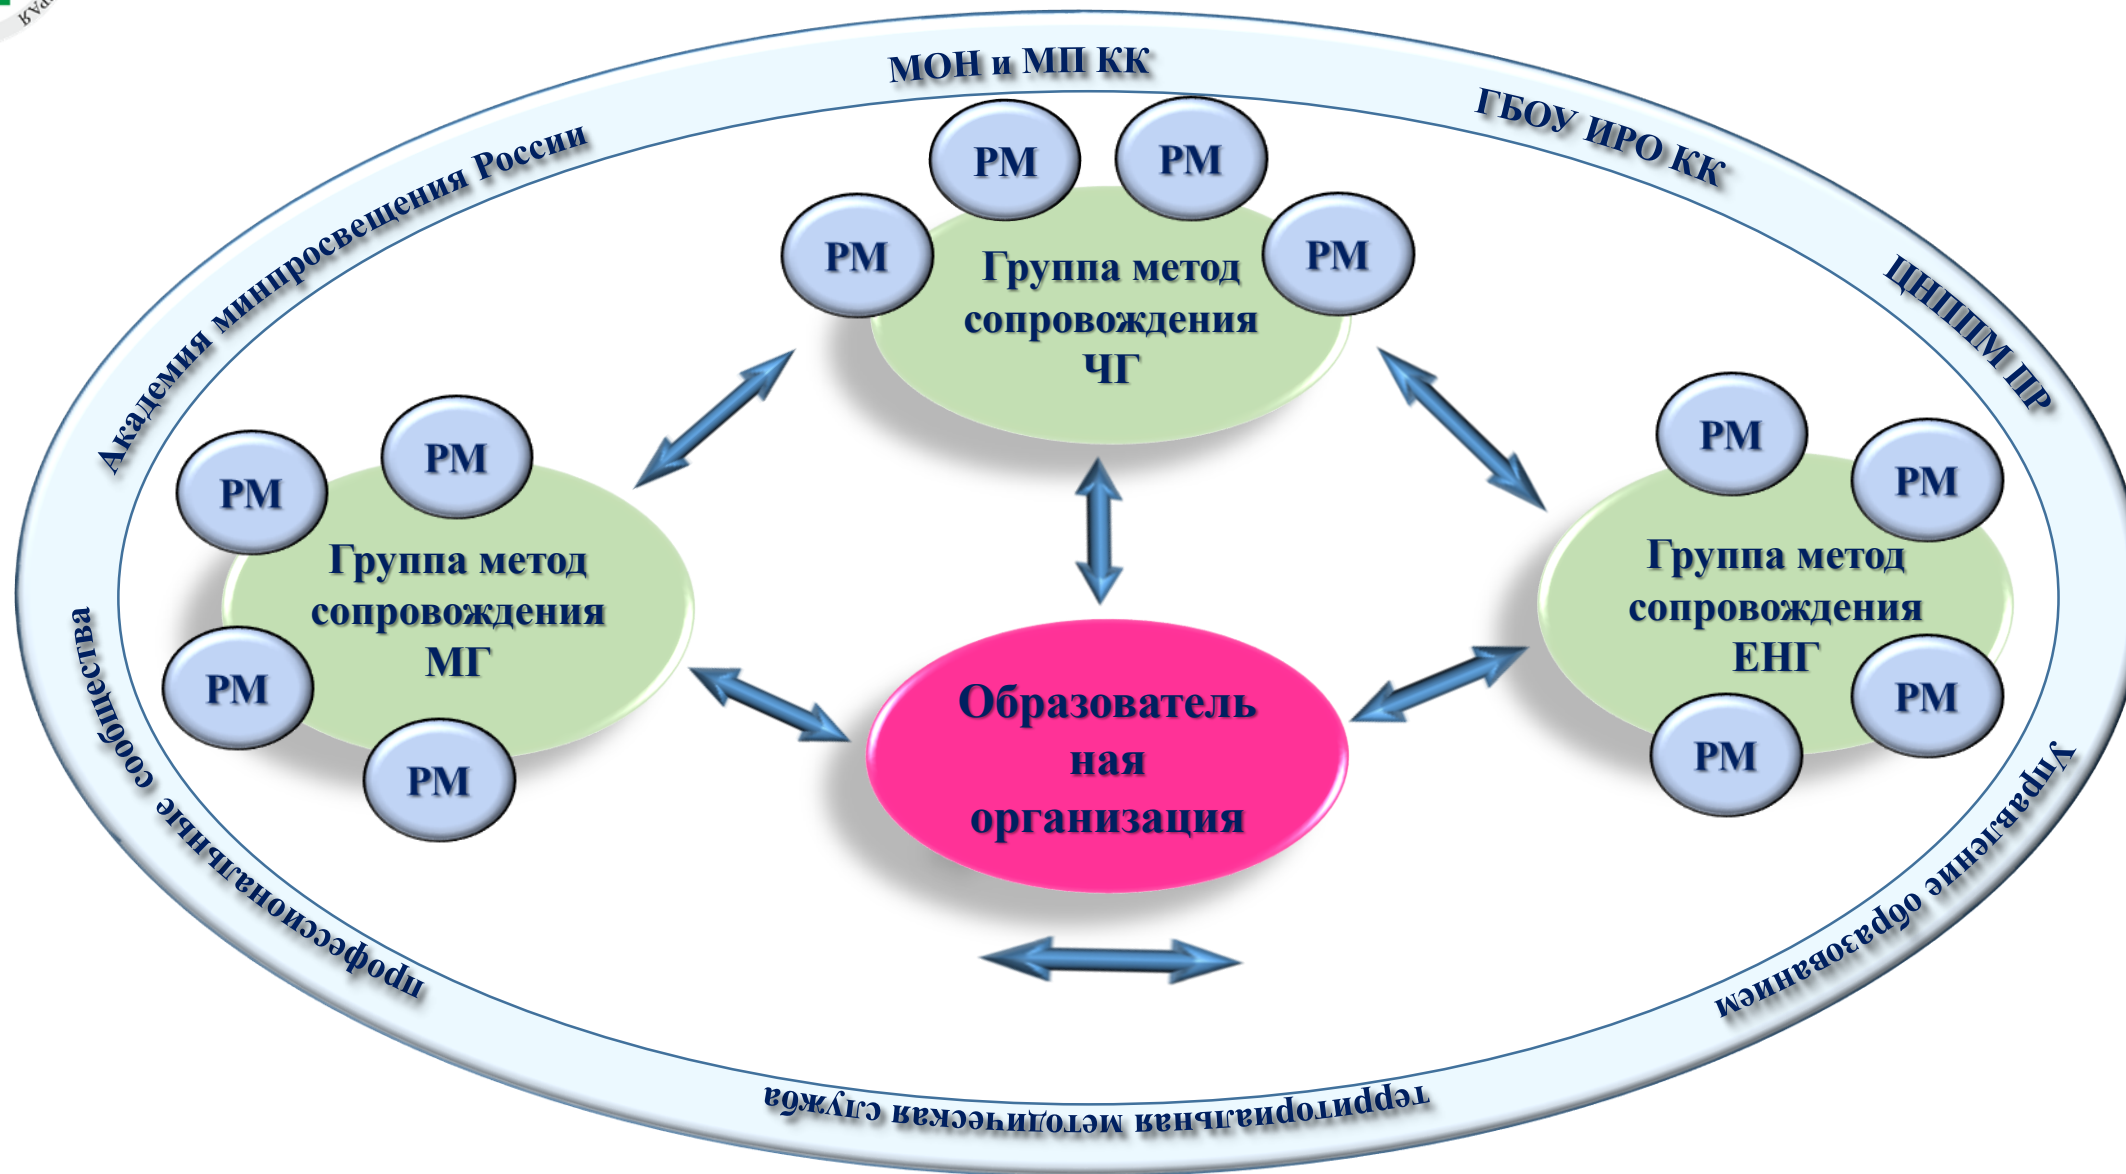 МОН и МП КК
ГБОУ ИРО КК
Академия минпросвещения России
ЦНППМ ПР
РМ
РМ
РМ
РМ
Группа метод
сопровождения
ЧГ
РМ
РМ
Группа метод
сопровождения
МГ
РМ
РМ
РМ
РМ
Группа метод
сопровождения
ЕНГ
РМ
РМ
Образователь
ная
организация
Управление образованием
профессиональные сообщества
территориальная методическая служба